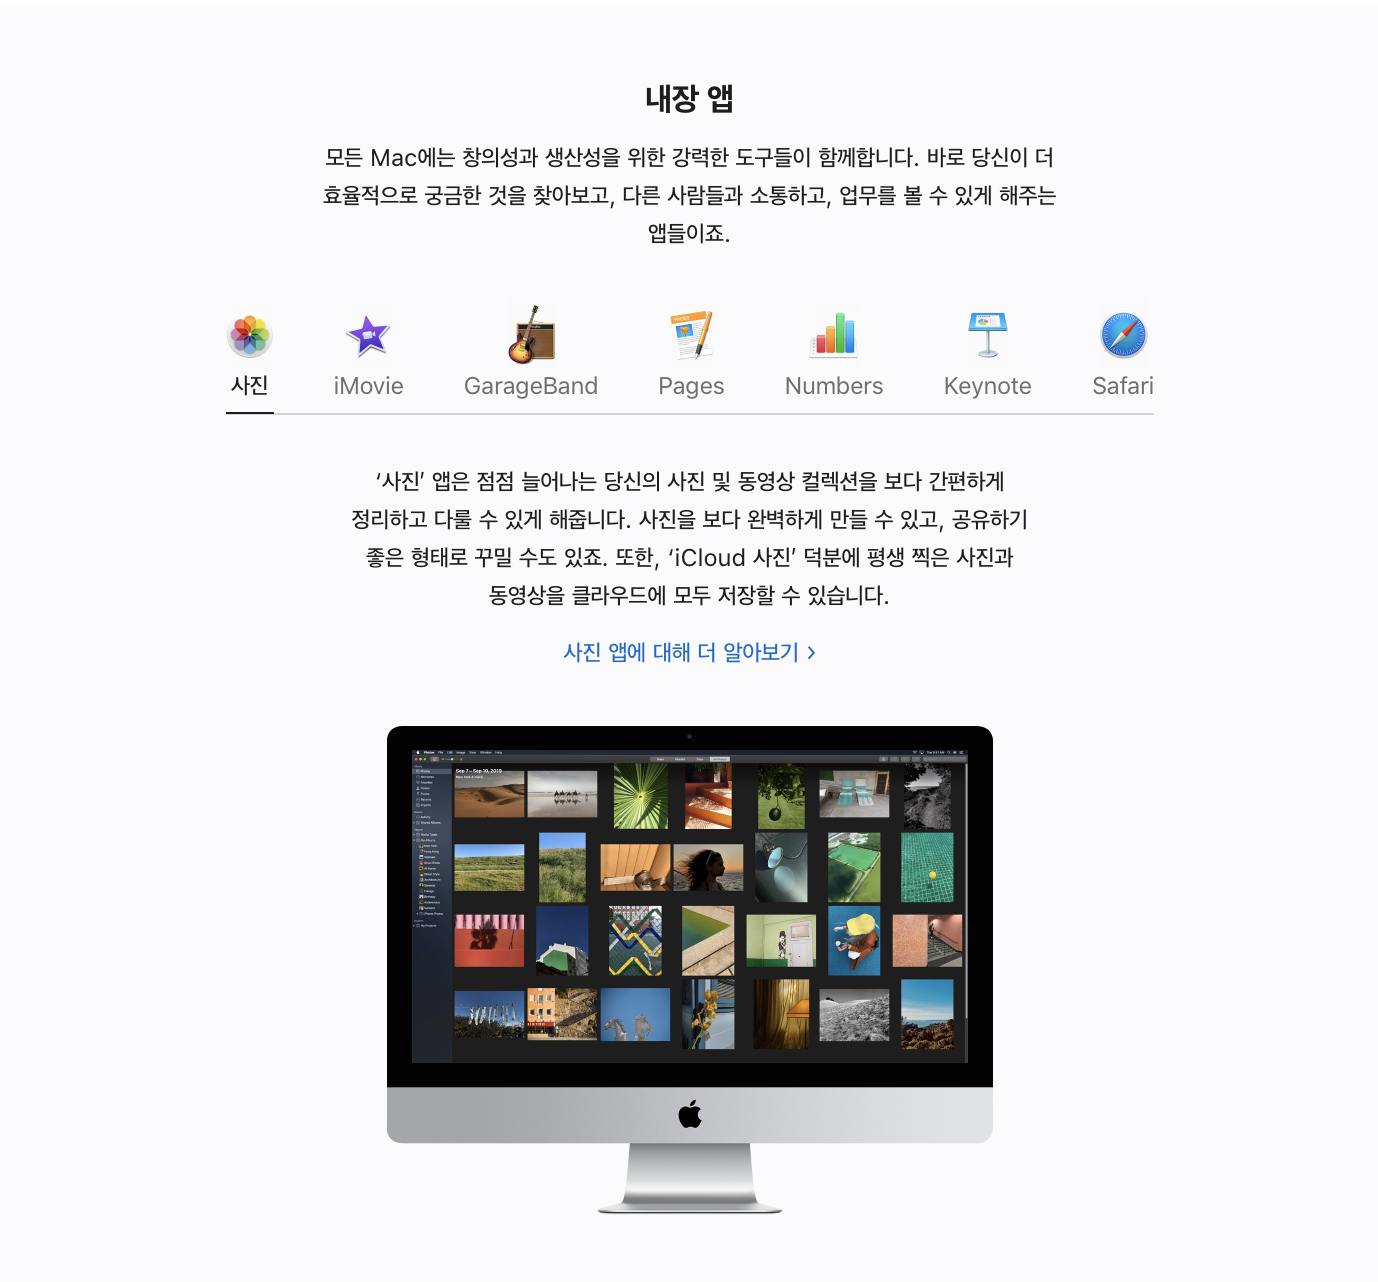 내장 앱
모든 Mac에는 창의성과 생산성을 위한 강력한 도구들이 함께합니다. 바로 당신이 더
효율적으로 궁금한 것을 찾아보고, 다른 사람들과 소통하고, 업무를 볼 수 있게 해주는
앱들이죠.
사진 iMovie GarageBand Pages Numbers Keynote Safari
‘사진’ 앱은 점점 늘어나는 당신의 사진 및 동영상 컬렉션을 보다 간편하게
정리하고 다룰 수 있게 해줍니다. 사진을 보다 완벽하게 만들 수 있고, 공유하기
좋은 형태로 꾸밀 수도 있죠. 또한, ‘iCloud 사진’ 덕분에 평생 찍은 사진과
동영상을 클라우드에 모두 저장할 수 있습니다.
사진 앱에 대해 더 알아보기 >
Photos File Edit Image View Window Help
Sep 7 – Sep 10, 2019